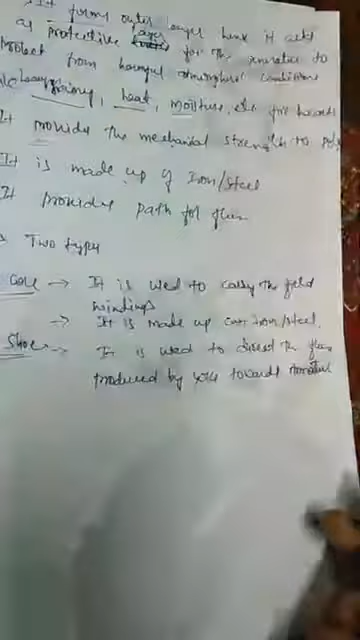 It forms outer layer hence it acts
as protective layer for the generator to
Protect from harmful atmospheric conditions
heat, moisture, etc
It provides the mechanical strength to
It is made up of Iron/steel
It provides path for flux
Two types
Core → It is used to carry the field
windings
→ It is made up Iron/steel.
Shoe → It is used to direct the flux
produced by towards